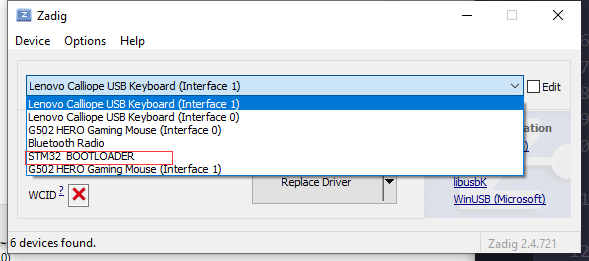 Zadig
Device Options Help
Lenovo Calliope USB Keyboard (Interface 1)
Edit
Lenovo Calliope USB Keyboard (Interface 1)
Lenovo Calliope USB Keyboard (Interface 0)
G502 HERO Gaming Mouse (Interface 0)
Bluetooth Radio
STM32 BOOTLOADER
G502 HERO Gaming Mouse (Interface 1)
WCID ?
Replace Driver
libusbK
WinUSB (Microsoft)
6 devices found.
Zadig 2.4.721